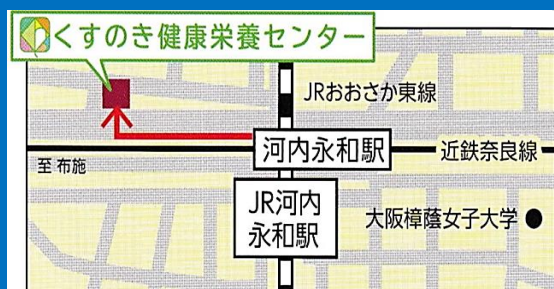 くすのき健康栄養センター
JRおおさか東線
河内永和駅
近鉄奈良線
至 布施
JR河内
永和駅
大阪樟蔭女子大学